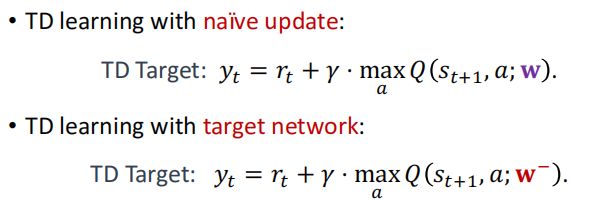 • TD learning with naïve update:
TD Target: yₜ = rₜ + γ · max Q(sₜ₊₁, a; w).
a
• TD learning with target network:
TD Target: yₜ = rₜ + γ · max Q(sₜ₊₁, a; w⁻).
a